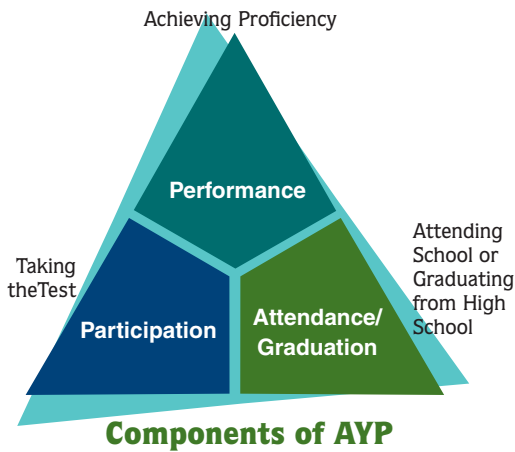 Achieving Proficiency
Performance
Taking
theTest
Participation
Attendance/
Graduation
Attending
School or
Graduating
from High
School
Components of AYP